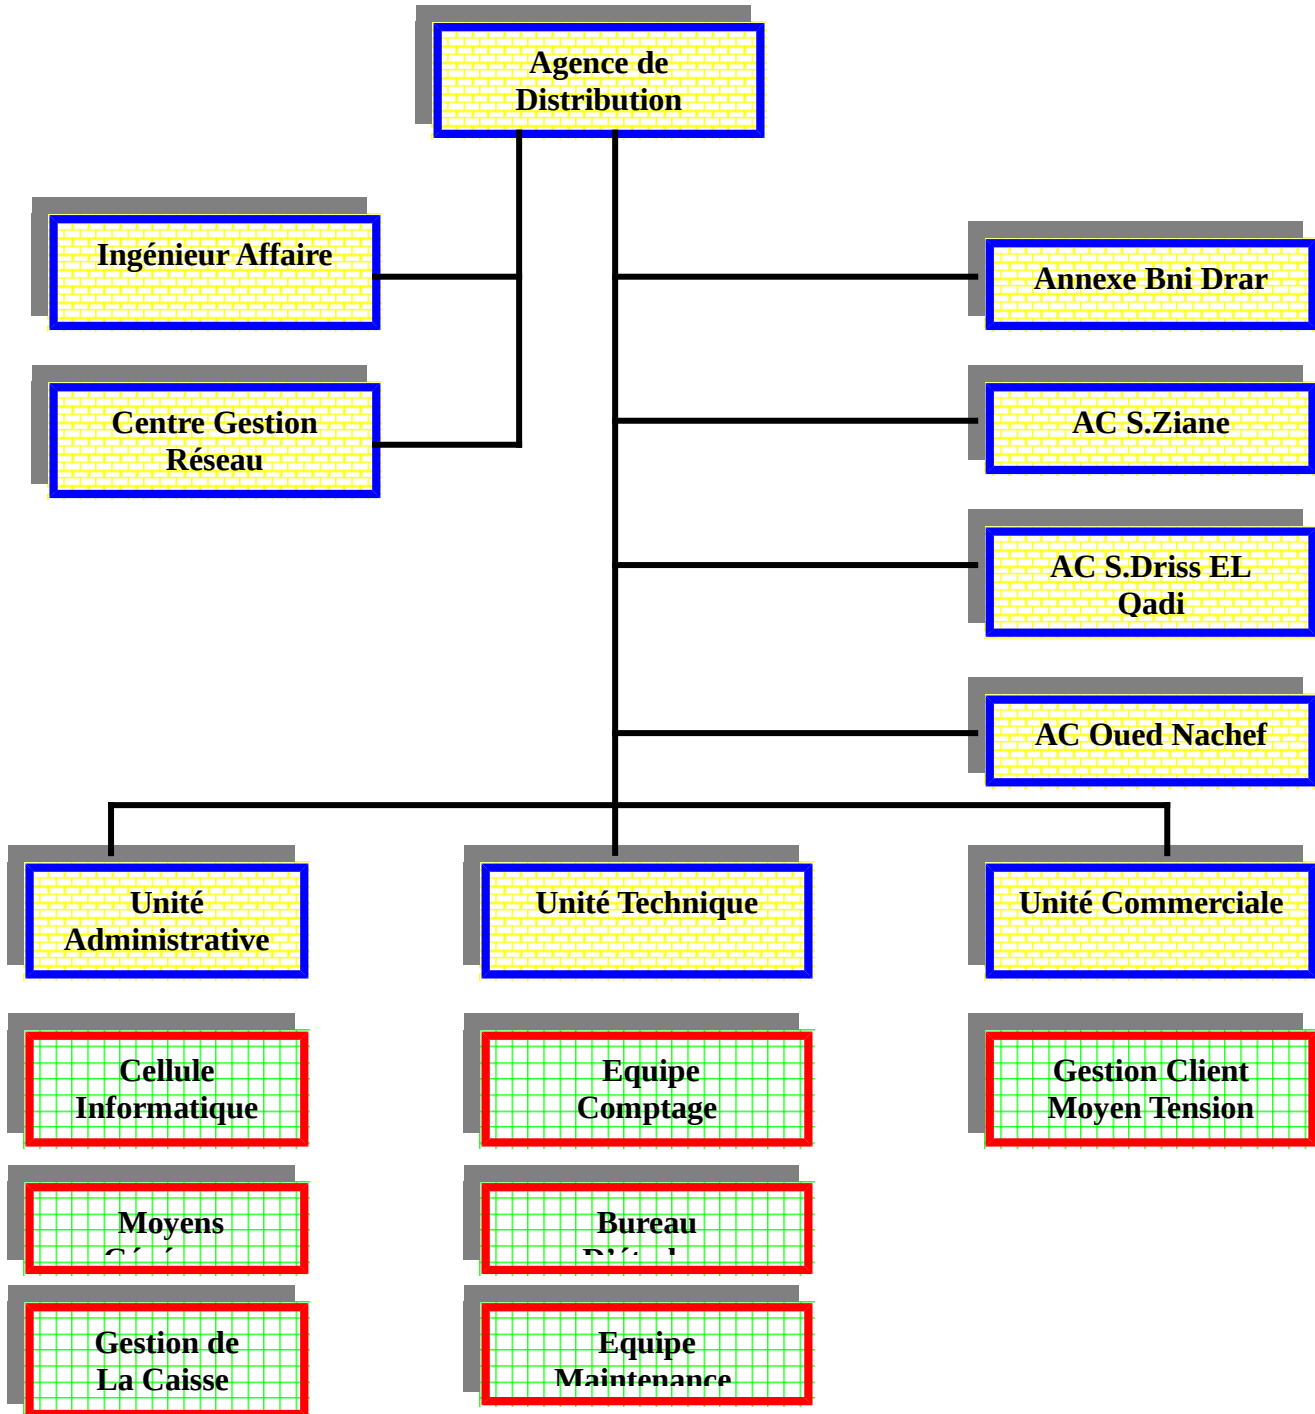 Agence de
Distribution
Ingénieur Affaire
Annexe Bni Drar
Centre Gestion
Réseau
AC S.Ziane
AC S.Driss EL
Qadi
AC Oued Nachef
Unité
Administrative
Unité Technique
Unité Commerciale
Cellule
Informatique
Equipe
Comptage
Gestion Client
Moyen Tension
Moyens
Bureau
Gestion de
La Caisse
Equipe
Maintenance